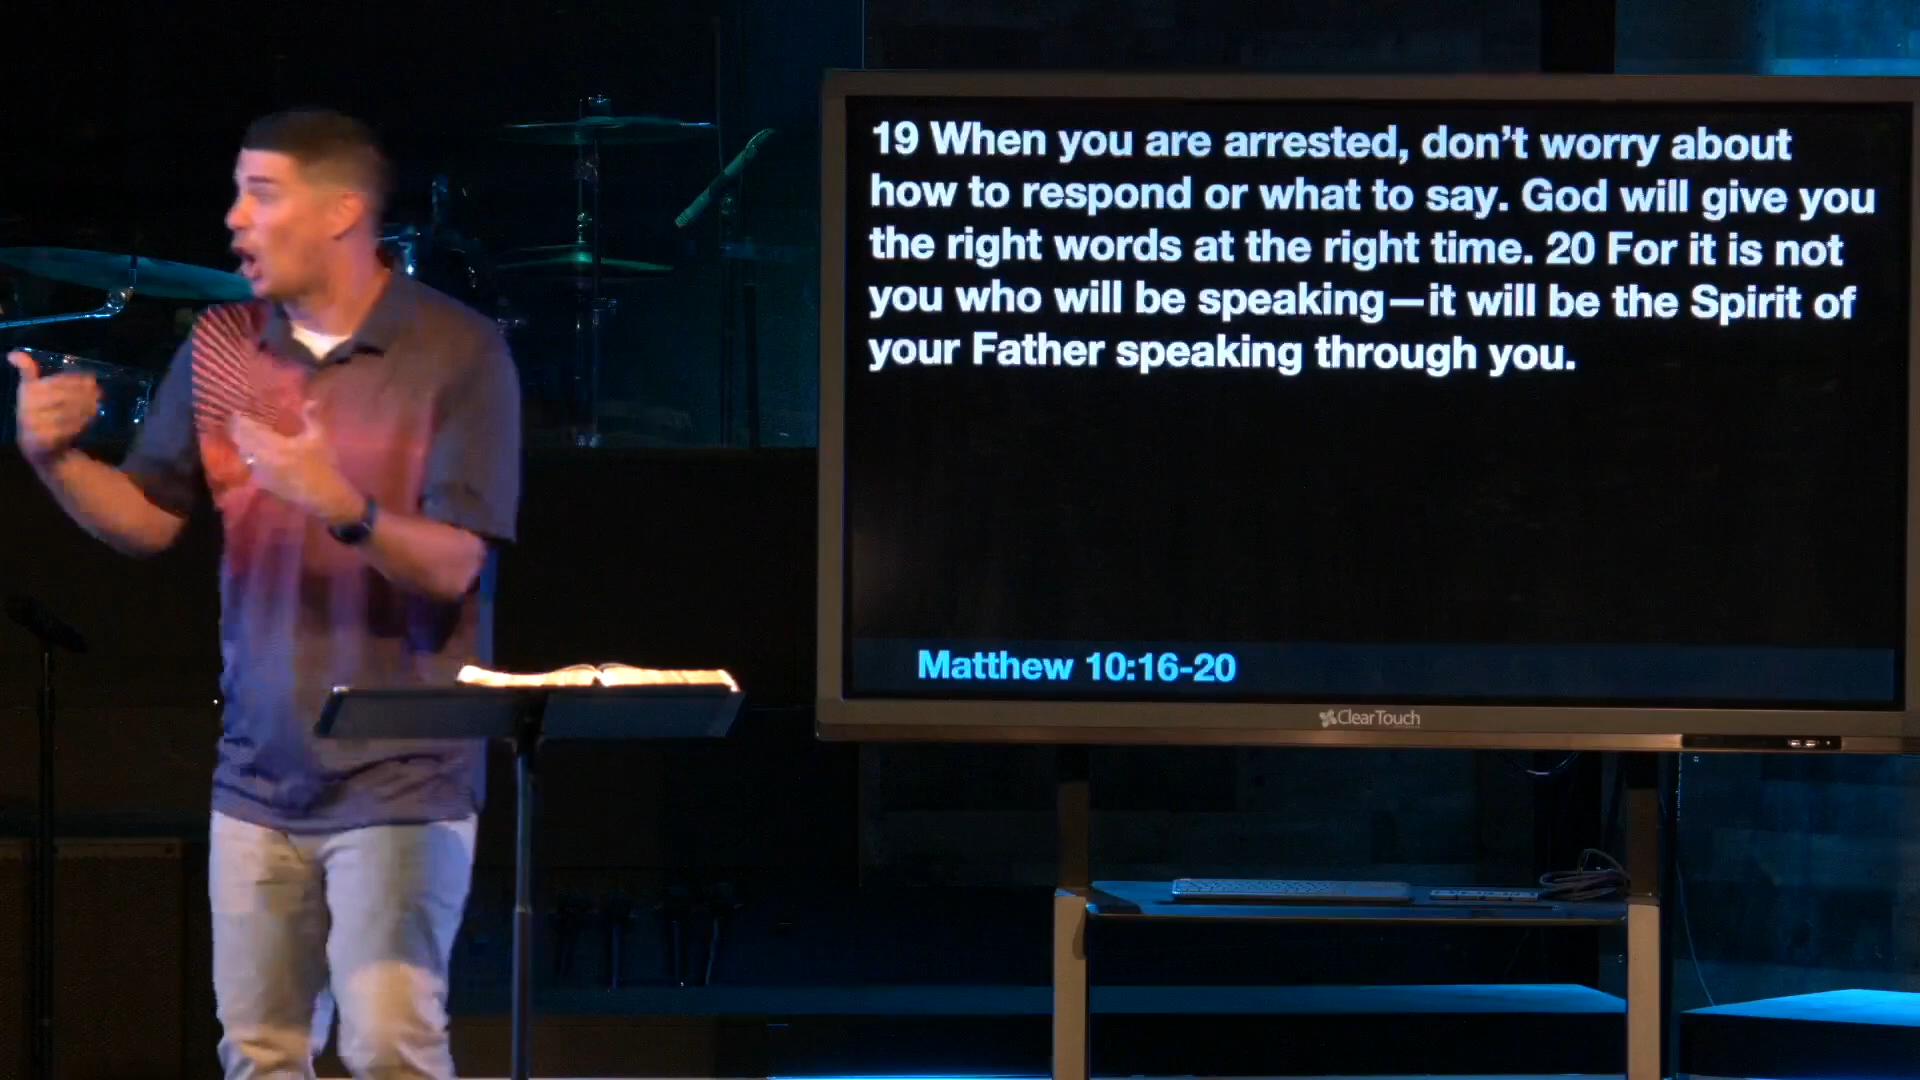 19 When you are arrested, don’t worry about
how to respond or what to say. God will give you
the right words at the right time. 20 For it is not
you who will be speaking—it will be the Spirit of
your Father speaking through you.
Matthew 10:16-20
ClearTouch